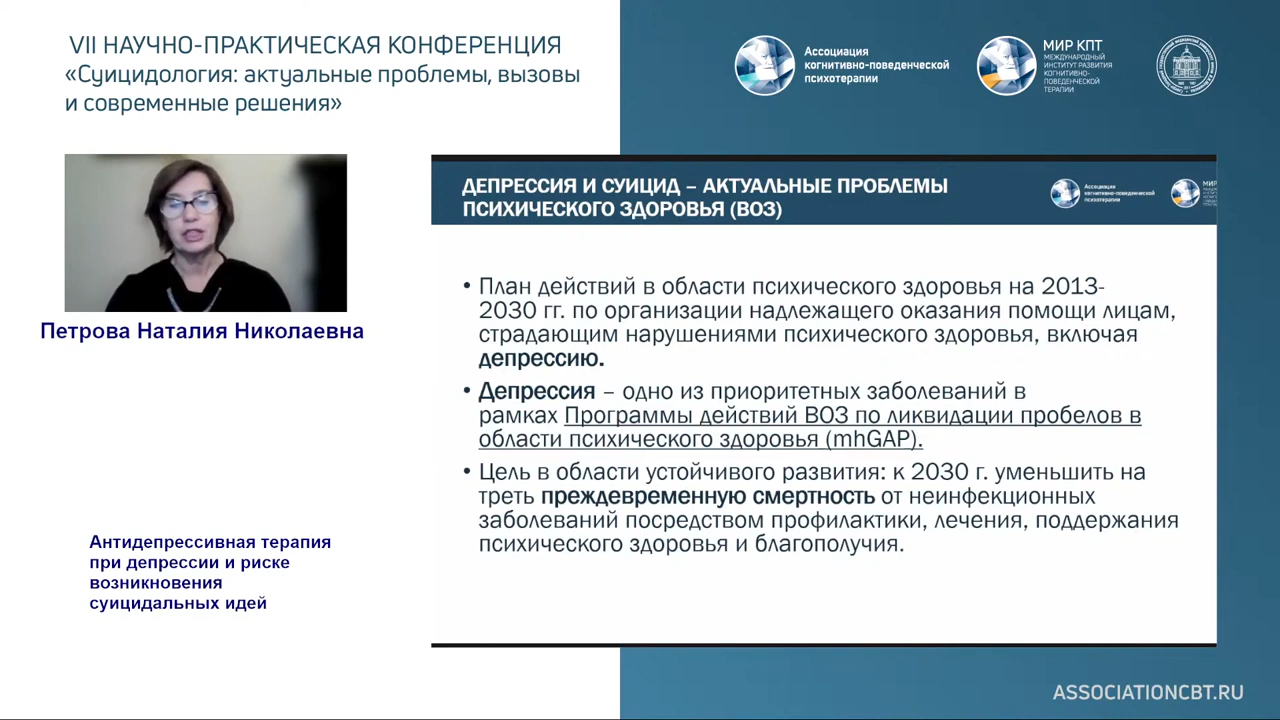 VII НАУЧНО-ПРАКТИЧЕСКАЯ КОНФЕРЕНЦИЯ
«Суицидология: актуальные проблемы, вызовы
и современные решения»
Ассоциация
когнитивно-поведенческой
психотерапии
МИР КПТ
МЕЖДУНАРОДНЫЙ
ИНСТИТУТ РАЗВИТИЯ
КОГНИТИВНО-
ПОВЕДЕНЧЕСКОЙ
ТЕРАПИИ
Петрова Наталия Николаевна
Антидепрессивная терапия
при депрессии и риске
возникновения
суицидальных идей
ДЕПРЕССИЯ И СУИЦИД – АКТУАЛЬНЫЕ ПРОБЛЕМЫ
ПСИХИЧЕСКОГО ЗДОРОВЬЯ (ВОЗ)
Ассоциация
когнитивно-поведенческой
психотерапии
МИР
• План действий в области психического здоровья на 2013-
2030 гг. по организации надлежащего оказания помощи лицам,
страдающим нарушениями психического здоровья, включая
депрессию.
• Депрессия – одно из приоритетных заболеваний в
рамках Программы действий ВОЗ по ликвидации пробелов в
области психического здоровья (mhGAP).
• Цель в области устойчивого развития: к 2030 г. уменьшить на
треть преждевременную смертность от неинфекционных
заболеваний посредством профилактики, лечения, поддержания
психического здоровья и благополучия.
ASSOCIATIONCBT.RU